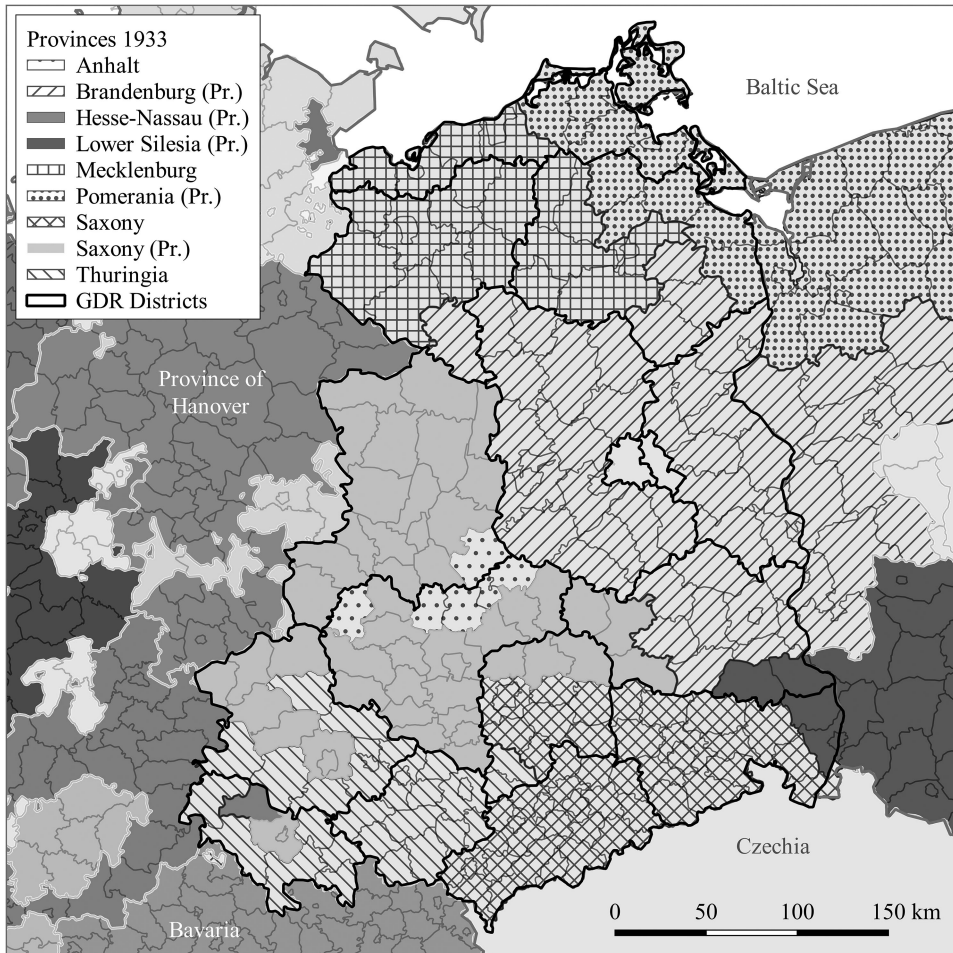 Provinces 1933
Anhalt
Brandenburg (Pr.)
Hesse-Nassau (Pr.)
Lower Silesia (Pr.)
Mecklenburg
Pomerania (Pr.)
Saxony
Saxony (Pr.)
Thuringia
GDR Districts
Baltic Sea
Province of
Hanover
Czechia
Bavaria
0 50 100 150 km